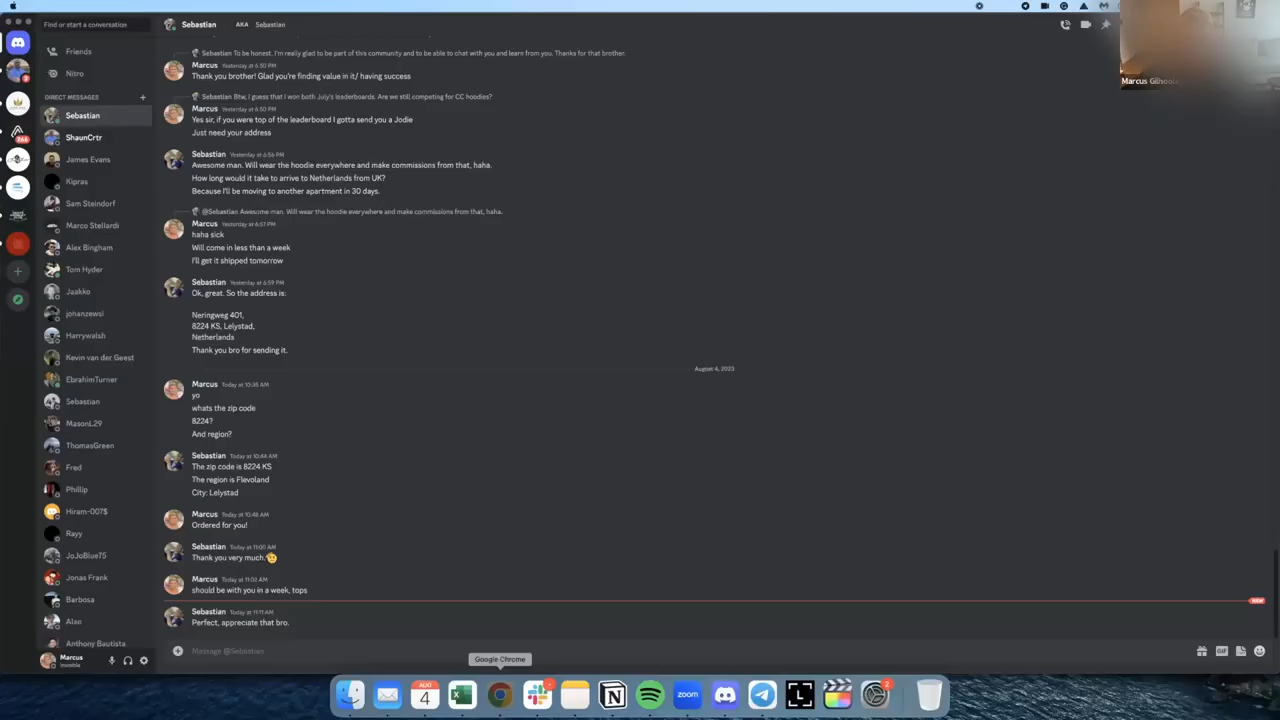 Find or start a conversation
Sebastian AKA Sebastian
Friends
Nitro
DIRECT MESSAGES
Sebastian
ShaunCrtr
James Evans
Kipras
Sam Steindorf
Marco Stellardi
Alex Bingham
Tom Hyder
Jaakko
johanzewsi
Harrywalsh
Kevin van der Geest
EbrahimTurner
Sebastian
MasonL29
ThomasGreen
Fred
Phillip
Hiram-007$
Rayy
JoJoBlue75
Jonas Frank
Barbosa
Alan
Anthony Bautista
Marcus
Invisible
Sebastian To be honest. I'm really glad to be part of this community and to be able to chat with you and learn from you. Thanks for that brother.
Marcus Yesterday at 6:50 PM
Thank you brother! Glad you're finding value in it/ having success
Sebastian Btw, I guess that I won both July's leaderboards. Are we still competing for CC hoodies?
Marcus Yesterday at 6:50 PM
Yes sir, if you were top of the leaderboard I gotta send you a Jodie
Just need your address
Sebastian Yesterday at 6:56 PM
Awesome man. Will wear the hoodie everywhere and make commissions from that, haha.
How long would it take to arrive to Netherlands from UK?
Because I'll be moving to another apartment in 30 days.
@Sebastian Awesome man. Will wear the hoodie everywhere and make commissions from that, haha.
Marcus Yesterday at 6:57 PM
haha sick
Will come in less than a week
I'll get it shipped tomorrow
Sebastian Yesterday at 6:59 PM
Ok, great. So the address is:
Neringweg 401,
8224 KS, Lelystad,
Netherlands
Thank you bro for sending it.
August 4, 2023
Marcus Today at 10:35 AM
yo
whats the zip code
8224?
And region?
Sebastian Today at 10:44 AM
The zip code is 8224 KS
The region is Flevoland
City: Lelystad
Marcus Today at 10:48 AM
Ordered for you!
Sebastian Today at 11:00 AM
Thank you very much.
Marcus Today at 11:02 AM
should be with you in a week, tops
NEW
Sebastian Today at 11:11 AM
Perfect, appreciate that bro.
Message @Sebastian
GIF
Google Chrome
AUG
4
zoom
2